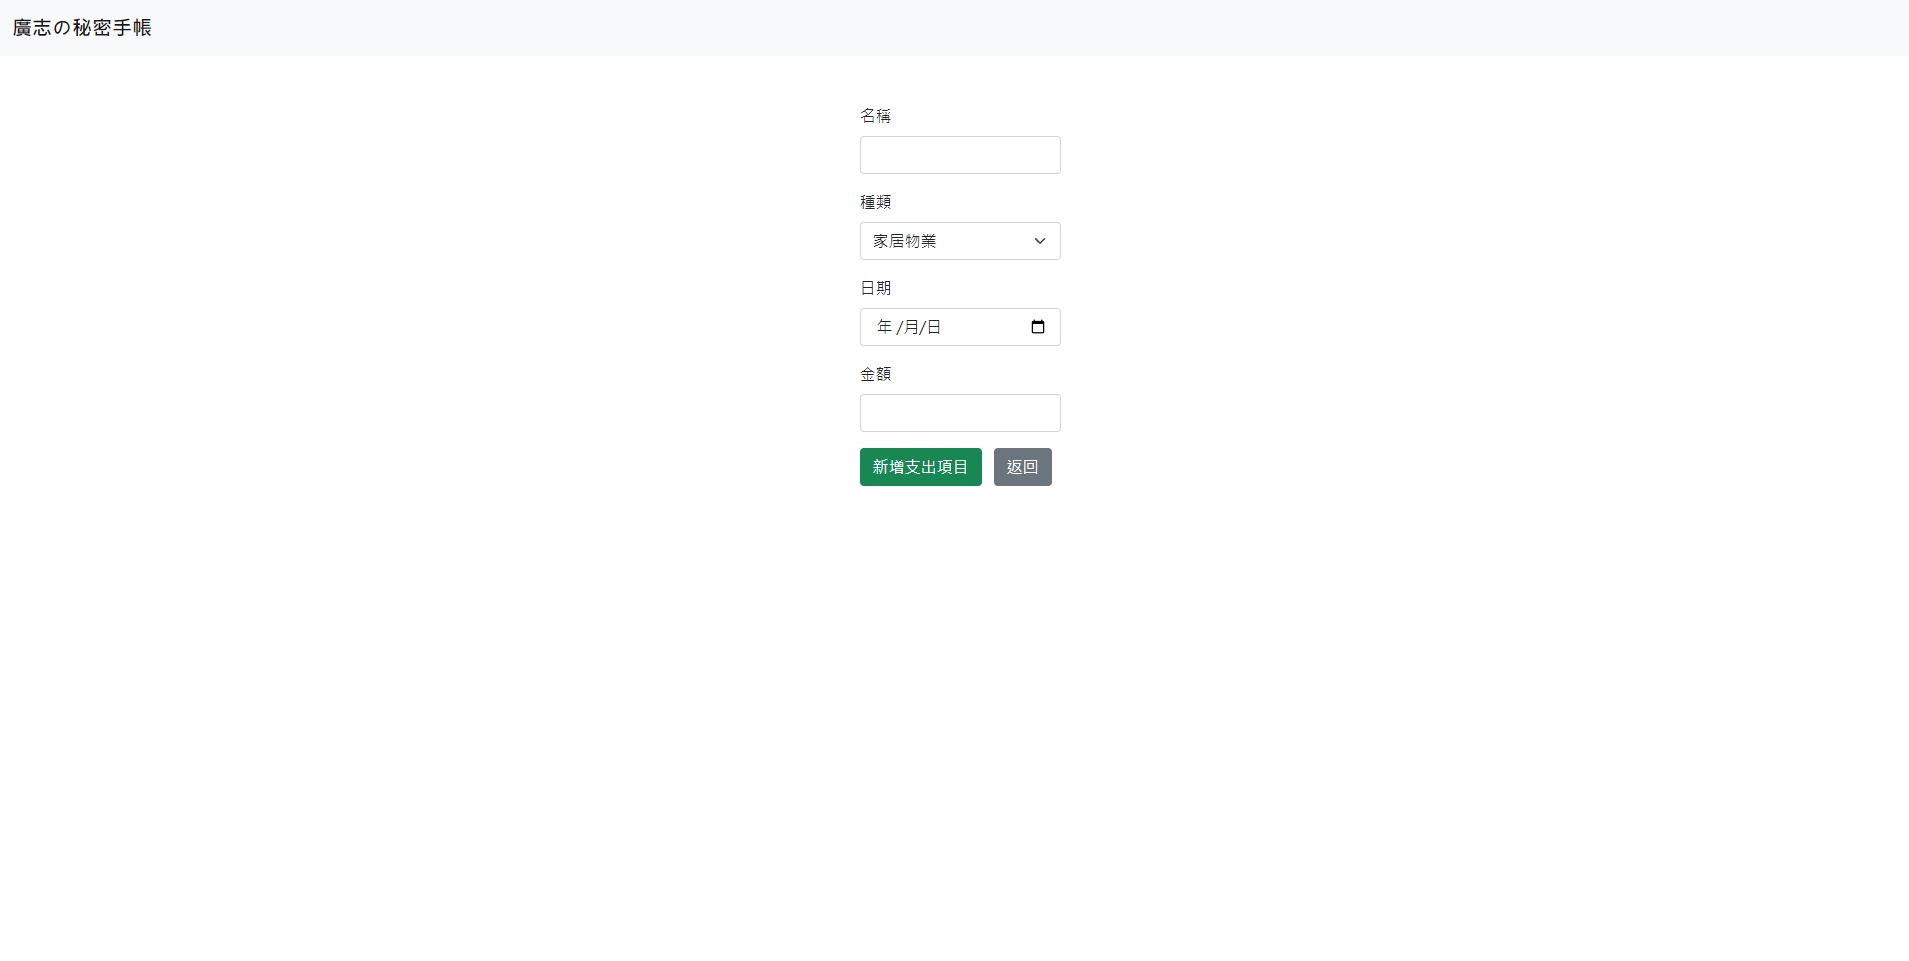 廣志の秘密手帳
名稱
種類
家居物業
日期
年 /月/日
金額
新增支出項目 返回